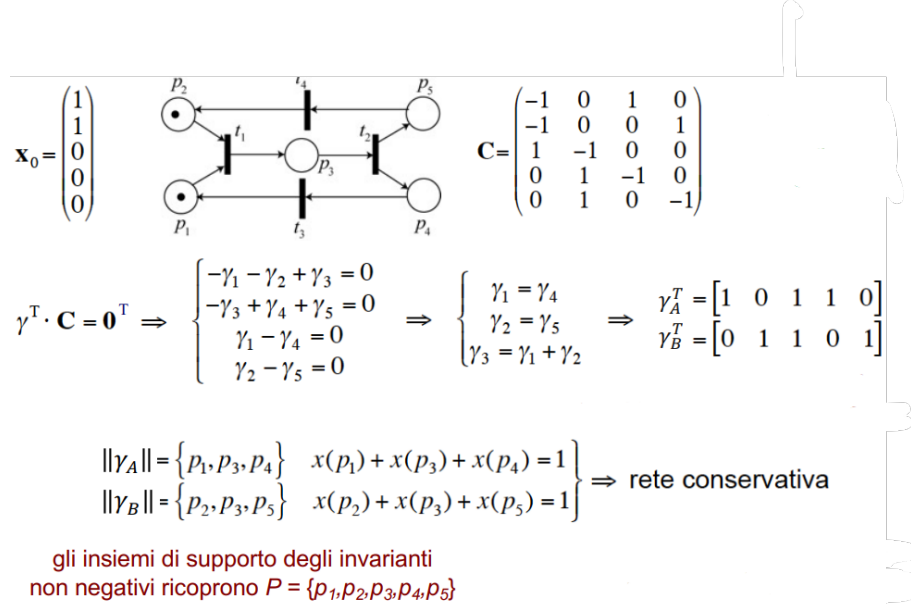 x₀ = (1 1 0 0 0)
p₂ t₄ p₅
t₁ t₂
p₃
p₁ t₃ p₄
C= (−1 0 1 0
−1 0 0 1
1 −1 0 0
0 1 −1 0
0 1 0 −1)
γᵀ · C = 0ᵀ ⇒ { −γ₁ − γ₂ + γ₃ = 0
−γ₃ + γ₄ + γ₅ = 0
γ₁ − γ₄ = 0
γ₂ − γ₅ = 0
⇒ { γ₁ = γ₄
γ₂ = γ₅
γ₃ = γ₁ + γ₂
⇒ γ_A^T = [1 0 1 1 0]
γ_B^T = [0 1 1 0 1]
||γ_A|| = {p₁, p₃, p₄} x(p₁) + x(p₃) + x(p₄) = 1
||γ_B|| = {p₂, p₃, p₅} x(p₂) + x(p₃) + x(p₅) = 1 } ⇒ rete conservativa
gli insiemi di supporto degli invarianti
non negativi ricoprono P = {p₁,p₂,p₃,p₄,p₅}